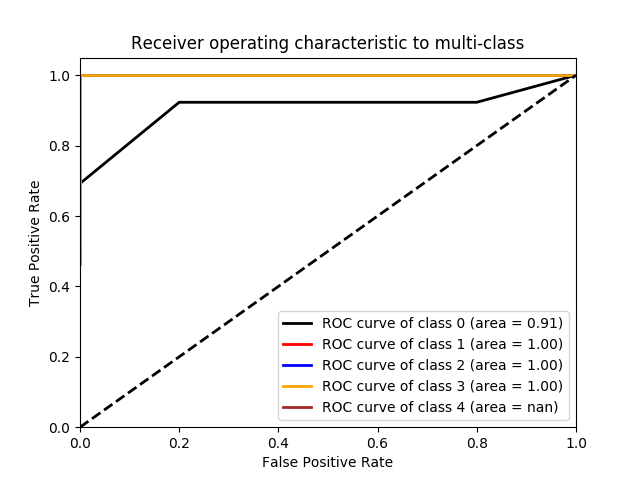 Receiver operating characteristic to multi-class
True Positive Rate
1.0
0.8
0.6
0.4
0.2
0.0
ROC curve of class 0 (area = 0.91)
ROC curve of class 1 (area = 1.00)
ROC curve of class 2 (area = 1.00)
ROC curve of class 3 (area = 1.00)
ROC curve of class 4 (area = nan)
0.0 0.2 0.4 0.6 0.8 1.0
False Positive Rate